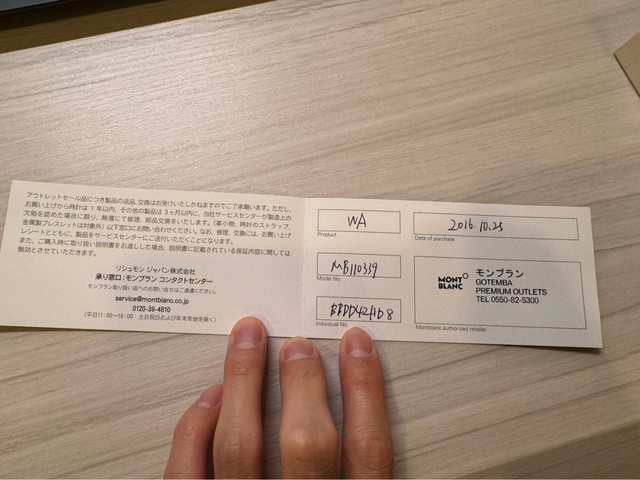 アウトレットセール品につき製品の返品、交換はお受けいたしかねますのでご了承願います。ただし、
お買い上げから時計は1年以内、その他の製品は3ヶ月以内に、当社サービスセンターが製造上の
欠陥を認めた場合に限り、無償にて修理、部品交換をいたします。（革小物、時計のストラップ、
金属製ブレスレットは対象外）以下窓口にお問い合わせください。なお、修理、交換には、お買い上げ
レシートとともに、製品をサービスセンターにご送付いただくことになります。
また、ご購入時に取り扱い説明書をお渡しした場合、説明書に記載されている保証内容に関しては
無効とさせていただきます。
リシュモン ジャパン株式会社
承り窓口：モンブラン コンタクトセンター
モンブラン取り扱い店へのお問い合せはご遠慮ください。
service@montblanc.co.jp
0120-39-4810
（平日11:00～19:00 土日祝祭日および年末年始を除く）
WA
Product
MB110339
Model No.
Individual No.
2016.10.25
Date of purchase
MONT
BLANC
モンブラン
GOTEMBA
PREMIUM OUTLETS
TEL 0550-82-5300
Montblanc authorized retailer